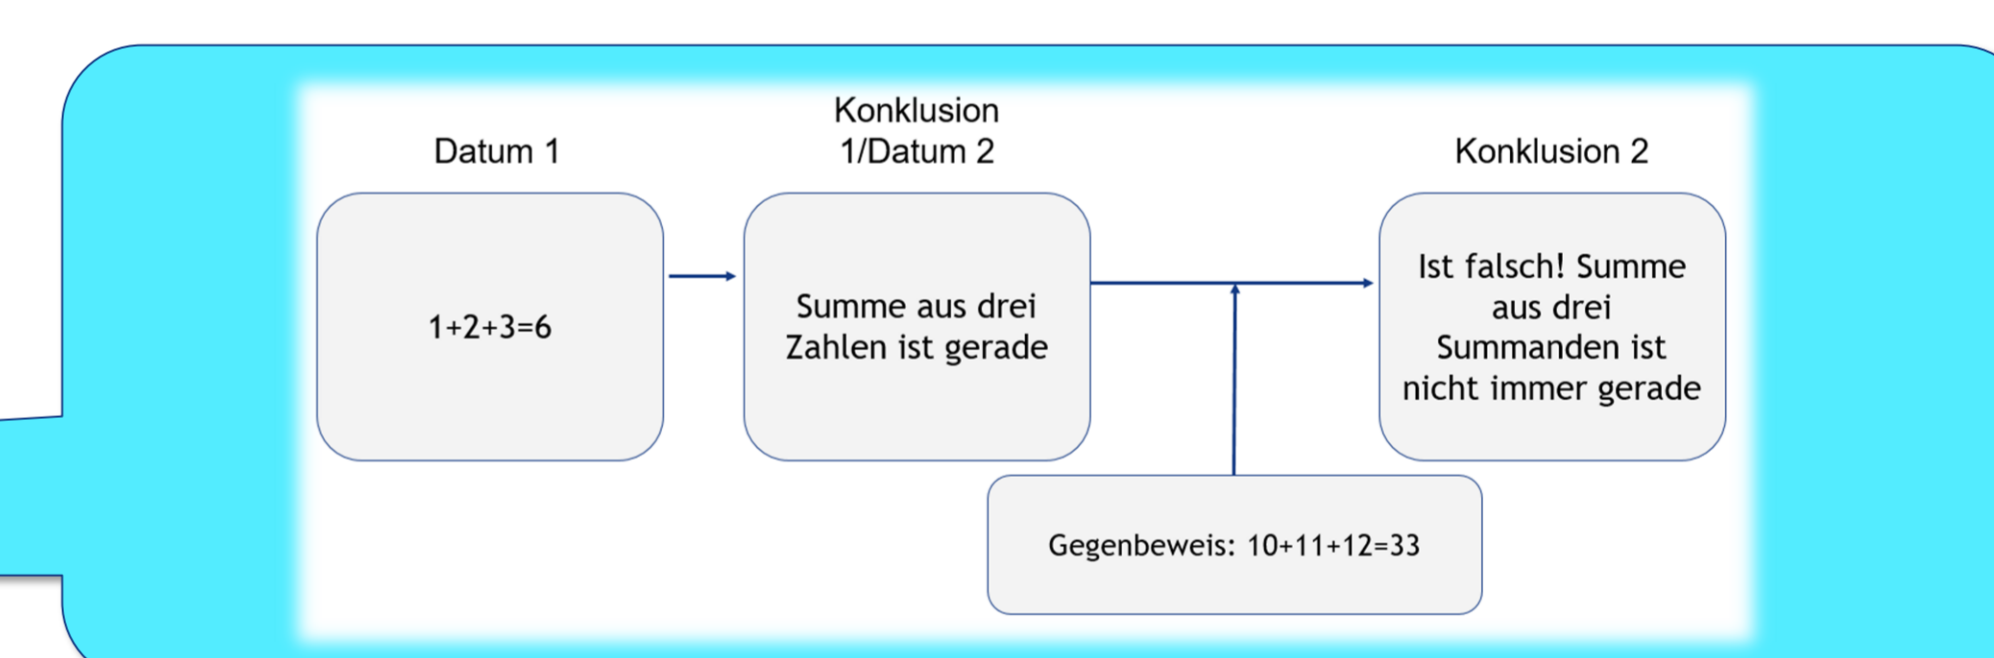 Datum 1
Konklusion
1/Datum 2
Konklusion 2
1+2+3=6
Summe aus drei
Zahlen ist gerade
Ist falsch! Summe
aus drei
Summanden ist
nicht immer gerade
Gegenbeweis: 10+11+12=33